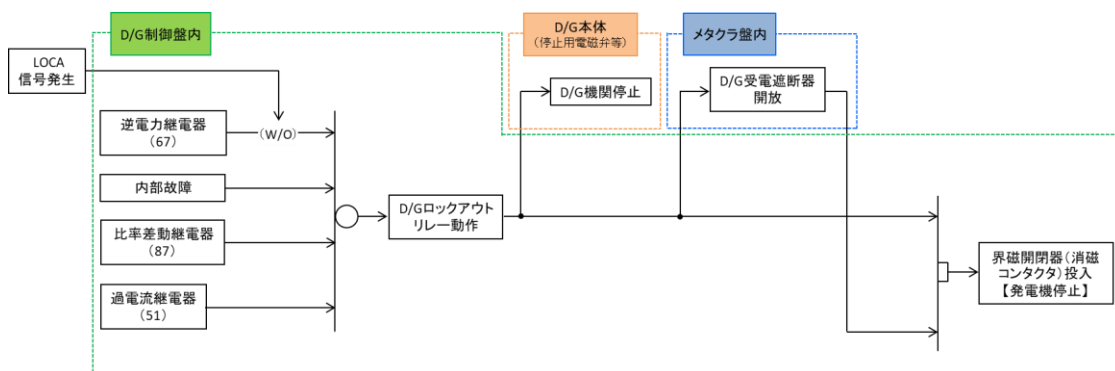 D/G制御盤内
D/G本体
(停止用電磁弁等)
メタクラ盤内
LOCA
信号発生
D/G機関停止
D/G受電遮断器
開放
逆電力継電器
(67)
(W/O)
内部故障
D/Gロックアウト
リレー動作
比率差動継電器
(87)
過電流継電器
(51)
界磁開閉器(消磁
コンタクタ)投入
【発電機停止】